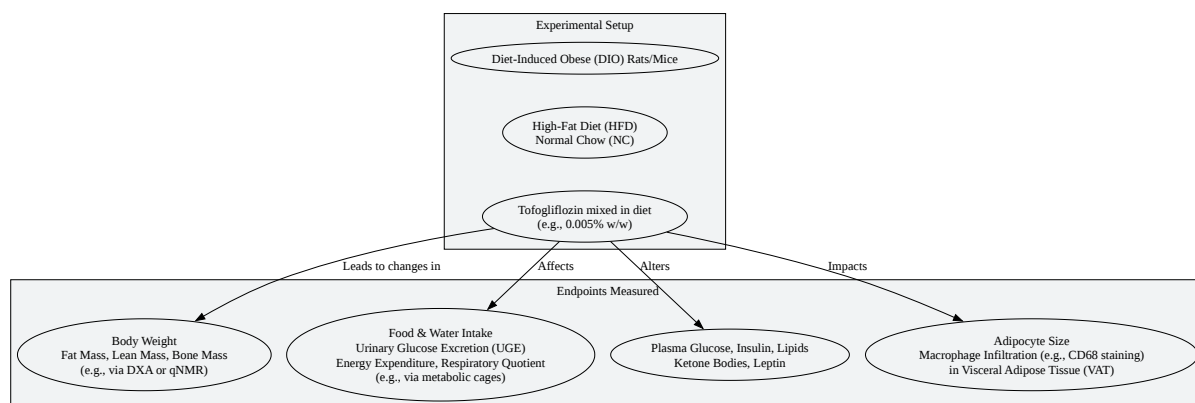 Experimental Setup
Diet-Induced Obese (DIO) Rats/Mice
High-Fat Diet (HFD)
Normal Chow (NC)
Tofogliflozin mixed in diet
(e.g., 0.005% w/w)
Leads to changes in
Affects
Alters
Impacts
Endpoints Measured
Body Weight
Fat Mass, Lean Mass, Bone Mass
(e.g., via DXA or qNMR)
Food & Water Intake
Urinary Glucose Excretion (UGE)
Energy Expenditure, Respiratory Quotient
(e.g., via metabolic cages)
Plasma Glucose, Insulin, Lipids
Ketone Bodies, Leptin
Adipocyte Size
Macrophage Infiltration (e.g., CD68 staining)
in Visceral Adipose Tissue (VAT)